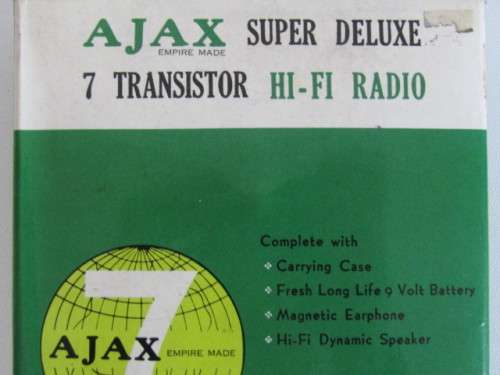 AJAX SUPER DELUXE
EMPIRE MADE
7 TRANSISTOR HI-FI RADIO
Complete with
Carrying Case
Fresh Long Life 9 Volt Battery
Magnetic Earphone
Hi-Fi Dynamic Speaker
7
AJAX EMPIRE MADE